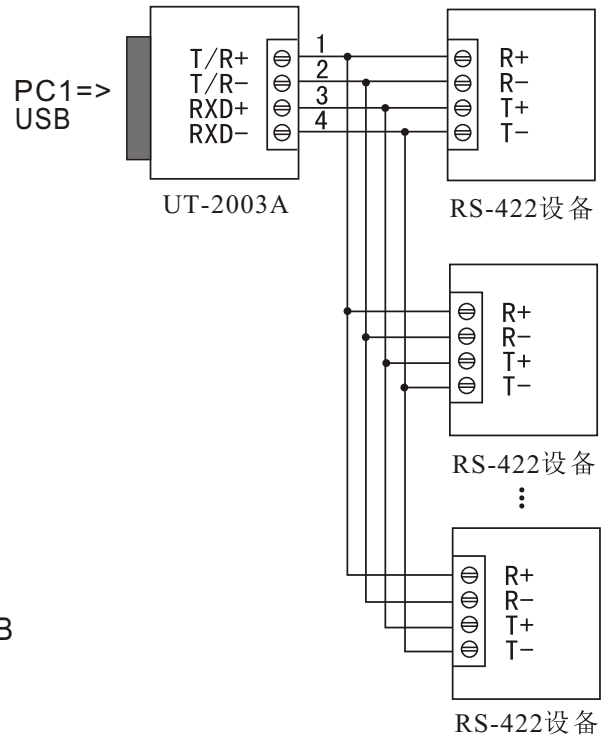 PC1=>
USB
T/R+
T/R-
RXD+
RXD-
1
2
3
4
R+
R-
T+
T-
UT-2003A
RS-422设备
R+
R-
T+
T-
RS-422设备
R+
R-
T+
T-
RS-422设备
B